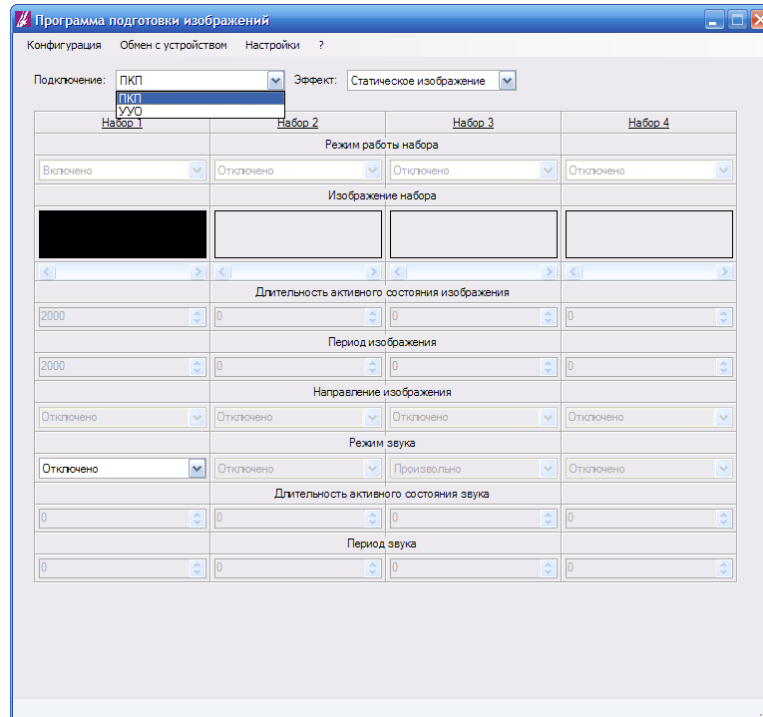 Программа подготовки изображений
Конфигурация Обмен с устройством Настройки ?
Подключение: ПКП Эффект: Статическое изображение
ПКП
УУО
Набор 1 Набор 2 Набор 3 Набор 4
Режим работы набора
Включено Отключено Отключено Отключено
Изображение набора
Длительность активного состояния изображения
2000 0 0 0
Период изображения
2000 0 0 0
Направление изображения
Отключено Отключено Отключено Отключено
Режим звука
Отключено Отключено Произвольно Отключено
Длительность активного состояния звука
0 0 0 0
Период звука
0 0 0 0